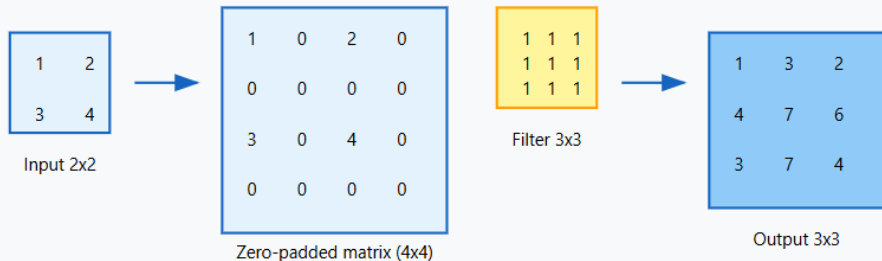 1 2
3 4
Input 2x2
1 0 2 0
0 0 0 0
3 0 4 0
0 0 0 0
Zero-padded matrix (4x4)
1 1 1
1 1 1
1 1 1
Filter 3x3
1 3 2
4 7 6
3 7 4
Output 3x3